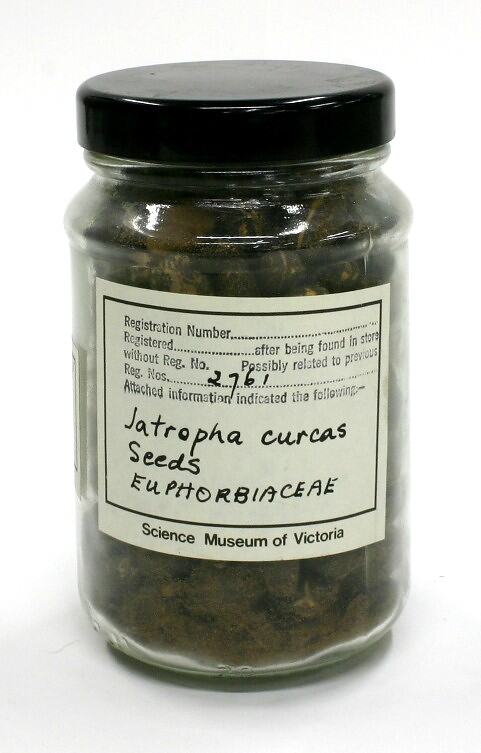 Registration Number..............................
Registered..................after being found in store
without Reg. No. Possibly related to previous
Reg. Nos.......2761..............................
Attached information indicated the following:—
Jatropha curcas
Seeds
EUPHORBIACEAE
Science Museum of Victoria